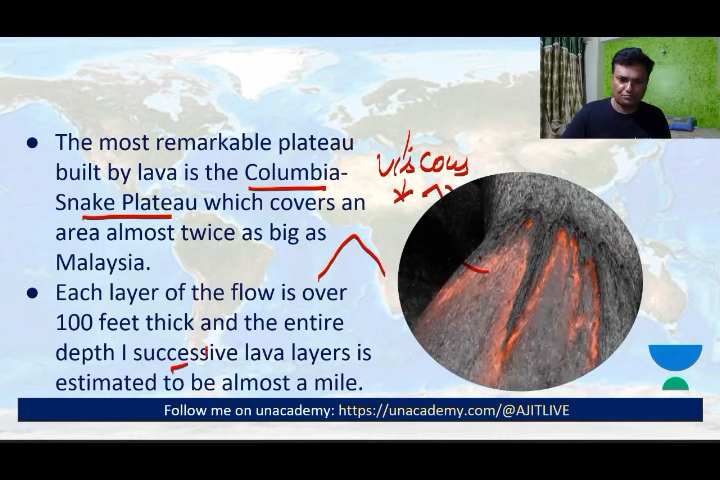 The most remarkable plateau
built by lava is the Columbia-
Snake Plateau which covers an
area almost twice as big as
Malaysia.
Each layer of the flow is over
100 feet thick and the entire
depth I successive lava layers is
estimated to be almost a mile.
viscous
Follow me on unacademy: https://unacademy.com/@AJITLIVE